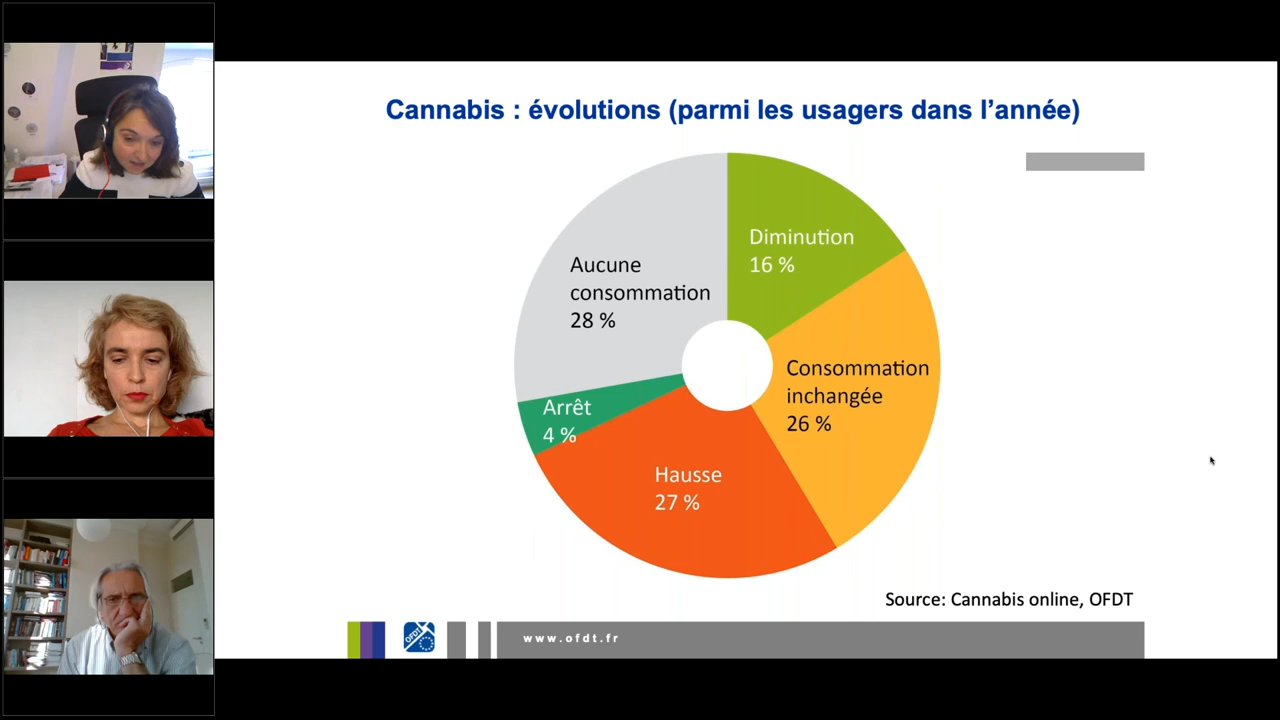 Cannabis : évolutions (parmi les usagers dans l’année)
Diminution
16 %
Aucune
consommation
28 %
Consommation
inchangée
26 %
Arrêt
4 %
Hausse
27 %
Source: Cannabis online, OFDT
OFDT
www.ofdt.fr